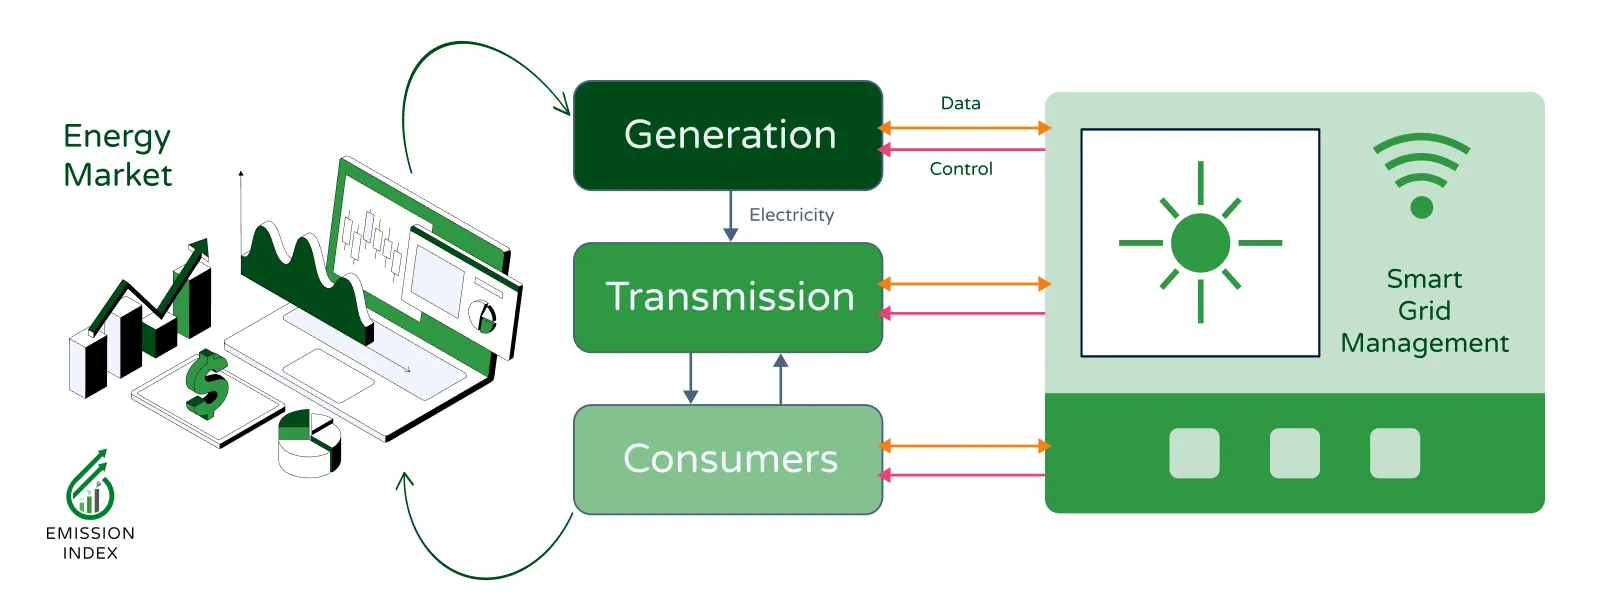 Energy
Market
Generation
Data
Control
Electricity
Transmission
Smart
Grid
Management
Consumers
EMISSION
INDEX